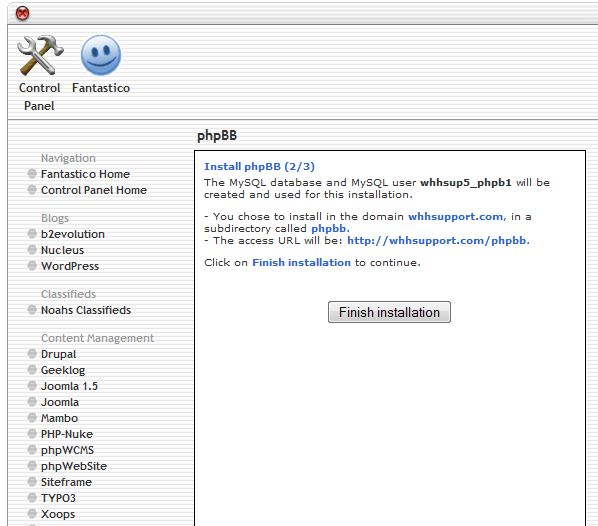 Control
Panel
Fantastico
phpBB
Navigation
Fantastico Home
Control Panel Home
Blogs
b2evolution
Nucleus
WordPress
Classifieds
Noahs Classifieds
Content Management
Drupal
Geeklog
Joomla 1.5
Joomla
Mambo
PHP-Nuke
phpWCMS
phpWebSite
Siteframe
TYPO3
Xoops
Install phpBB (2/3)
The MySQL database and MySQL user whhsup5_phpb1 will be
created and used for this installation.
- You chose to install in the domain whhsupport.com, in a
subdirectory called phpbb.
- The access URL will be: http://whhsupport.com/phpbb.
Click on Finish installation to continue.
Finish installation